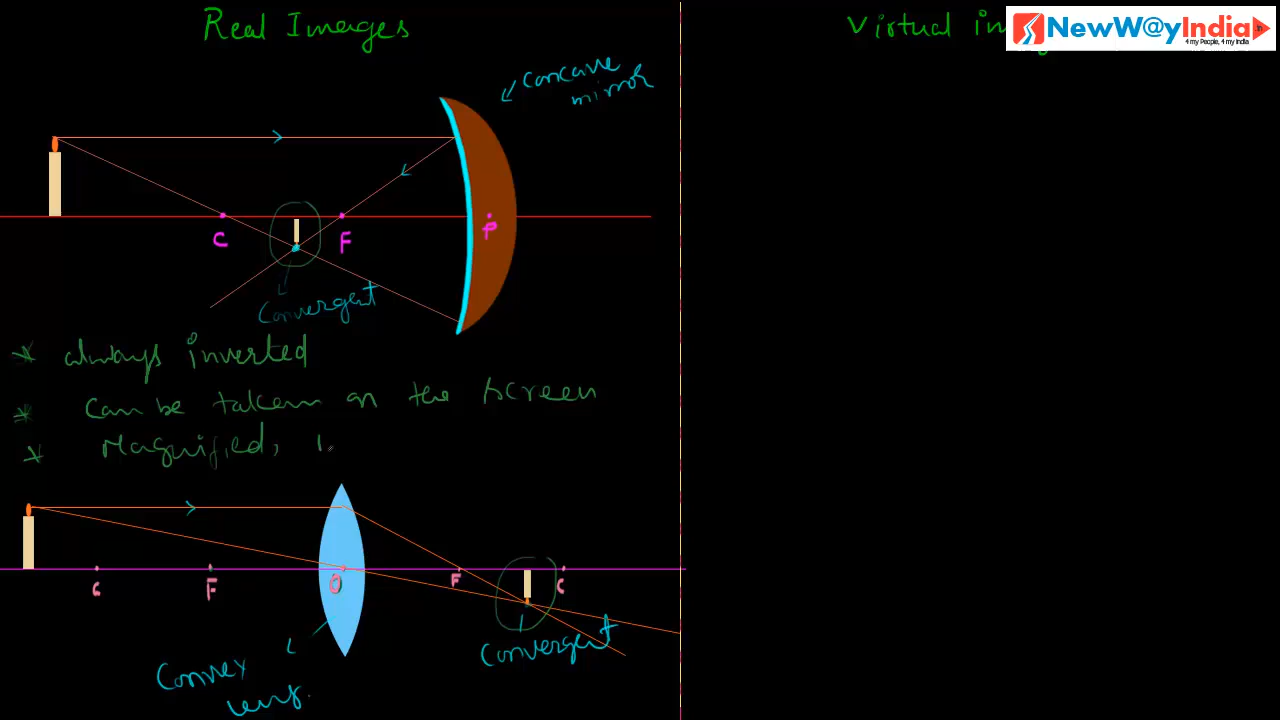 Real Images
Virtual im
NewW@yIndia
.in
4 my People, 4 my India
Concave
mirror
C
F
P
Convergent
* always inverted
* Can be taken on the screen
* Magnified,
C
F
O
F
C
Convergent
Convex
lens.